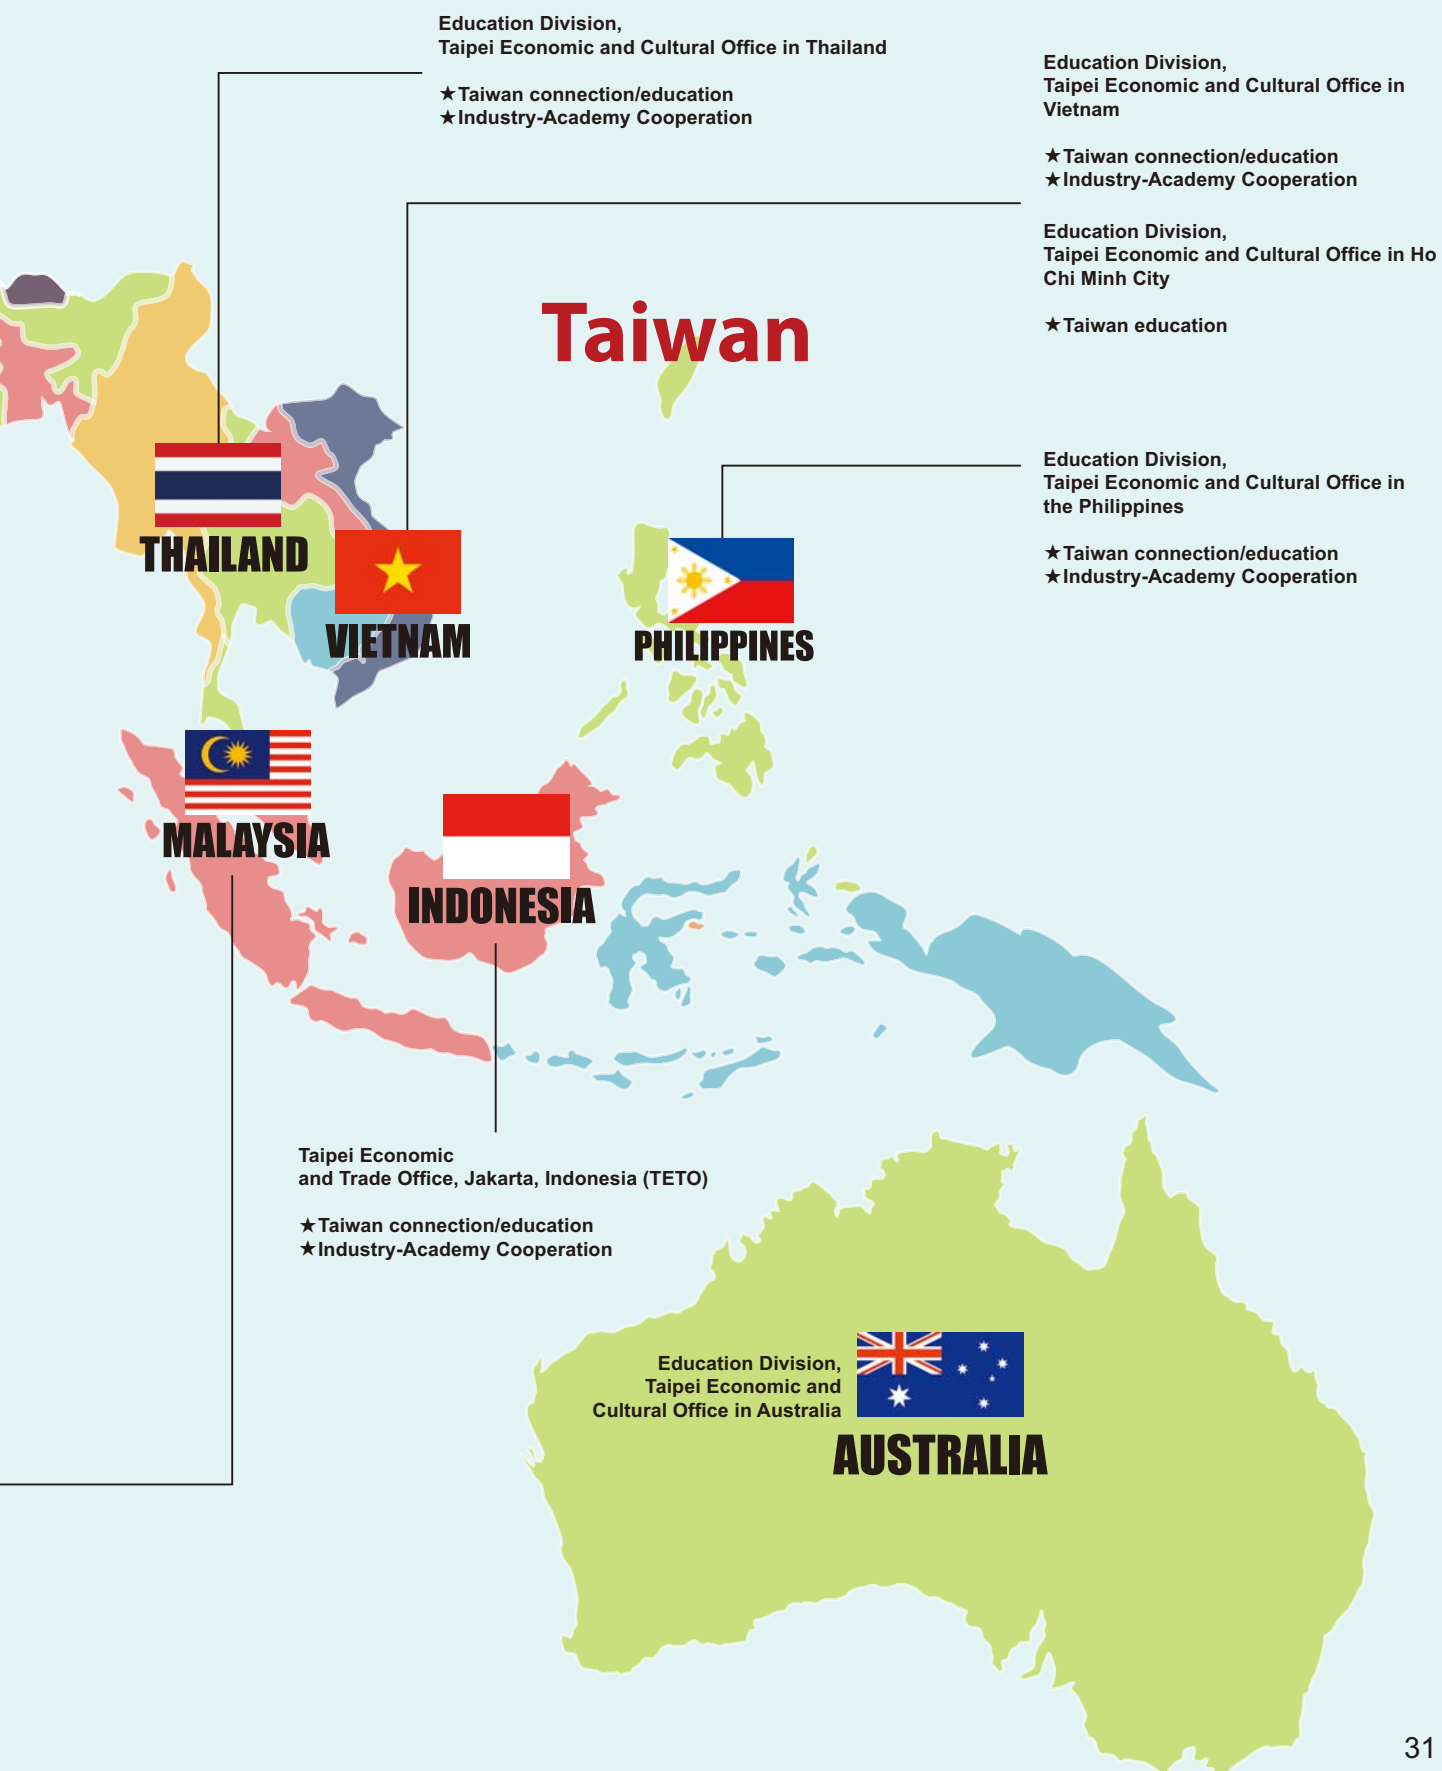 Education Division,
Taipei Economic and Cultural Office in Thailand
★Taiwan connection/education
★Industry-Academy Cooperation
Education Division,
Taipei Economic and Cultural Office in
Vietnam
★Taiwan connection/education
★Industry-Academy Cooperation
Education Division,
Taipei Economic and Cultural Office in Ho
Chi Minh City
★Taiwan education
Taiwan
THAILAND
VIETNAM
Education Division,
Taipei Economic and Cultural Office in
the Philippines
★Taiwan connection/education
★Industry-Academy Cooperation
PHILIPPINES
MALAYSIA
INDONESIA
Taipei Economic
and Trade Office, Jakarta, Indonesia (TETO)
★Taiwan connection/education
★Industry-Academy Cooperation
Education Division,
Taipei Economic and
Cultural Office in Australia
AUSTRALIA
31